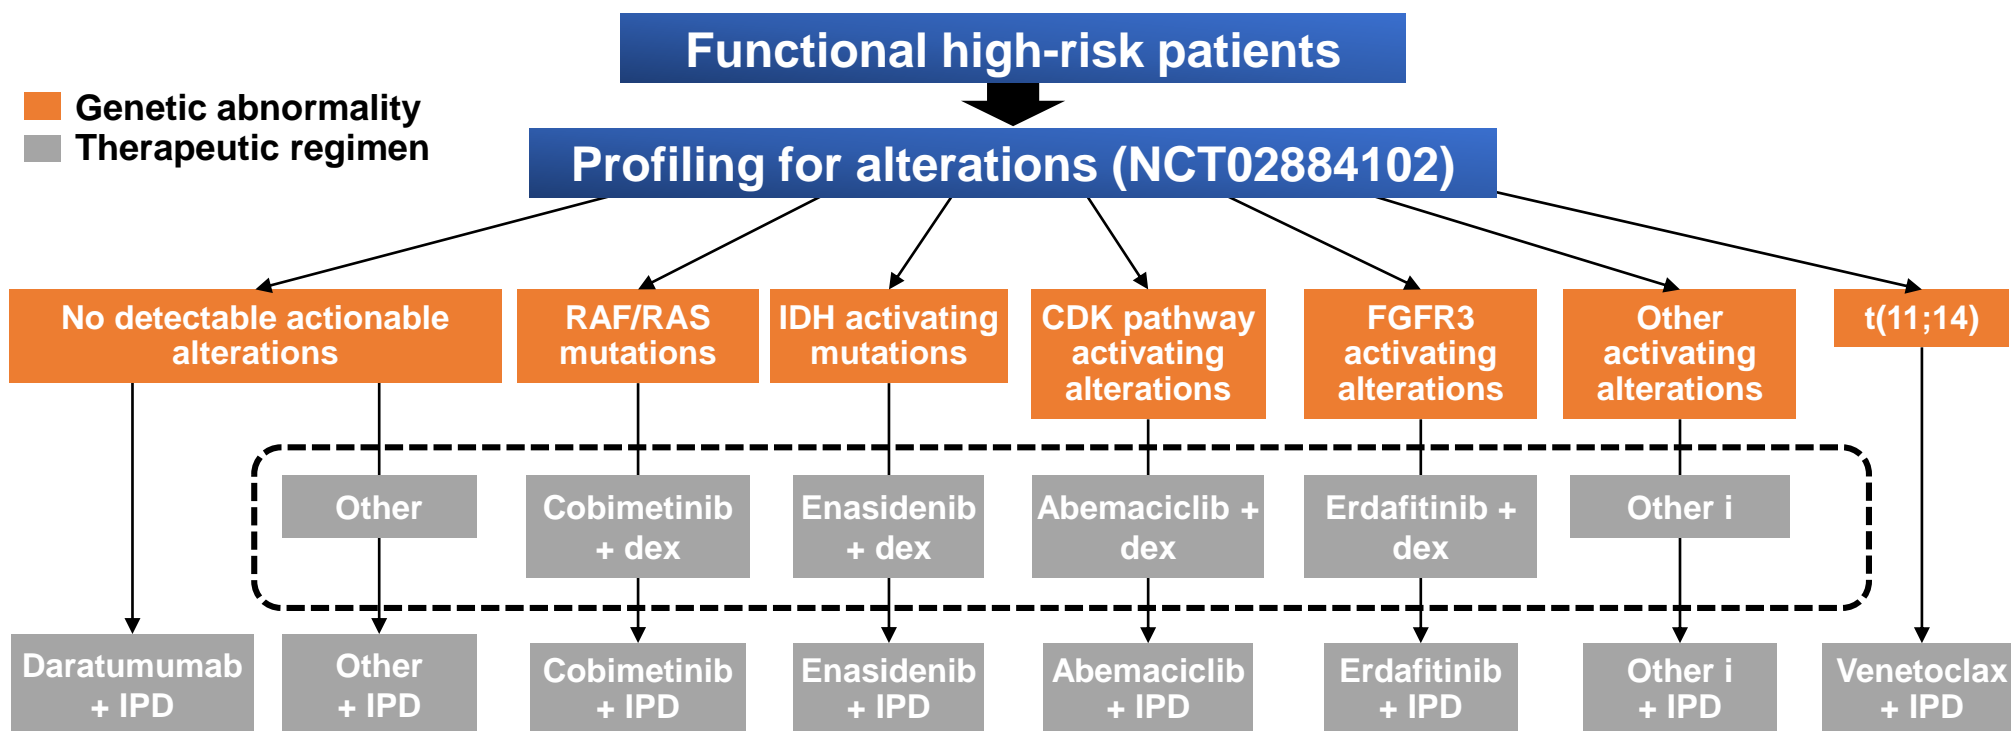 Functional high-risk patients
Genetic abnormality
Therapeutic regimen
Profiling for alterations (NCT02884102)
No detectable actionable
alterations
RAF/RAS
mutations
IDH activating
mutations
CDK pathway
activating
alterations
FGFR3
activating
alterations
Other
activating
alterations
t(11;14)
Other
Cobimetinib
+ dex
Enasidenib
+ dex
Abemaciclib +
dex
Erdafitinib +
dex
Other i
Daratumumab
+ IPD
Other
+ IPD
Cobimetinib
+ IPD
Enasidenib
+ IPD
Abemaciclib
+ IPD
Erdafitinib
+ IPD
Other i
+ IPD
Venetoclax
+ IPD